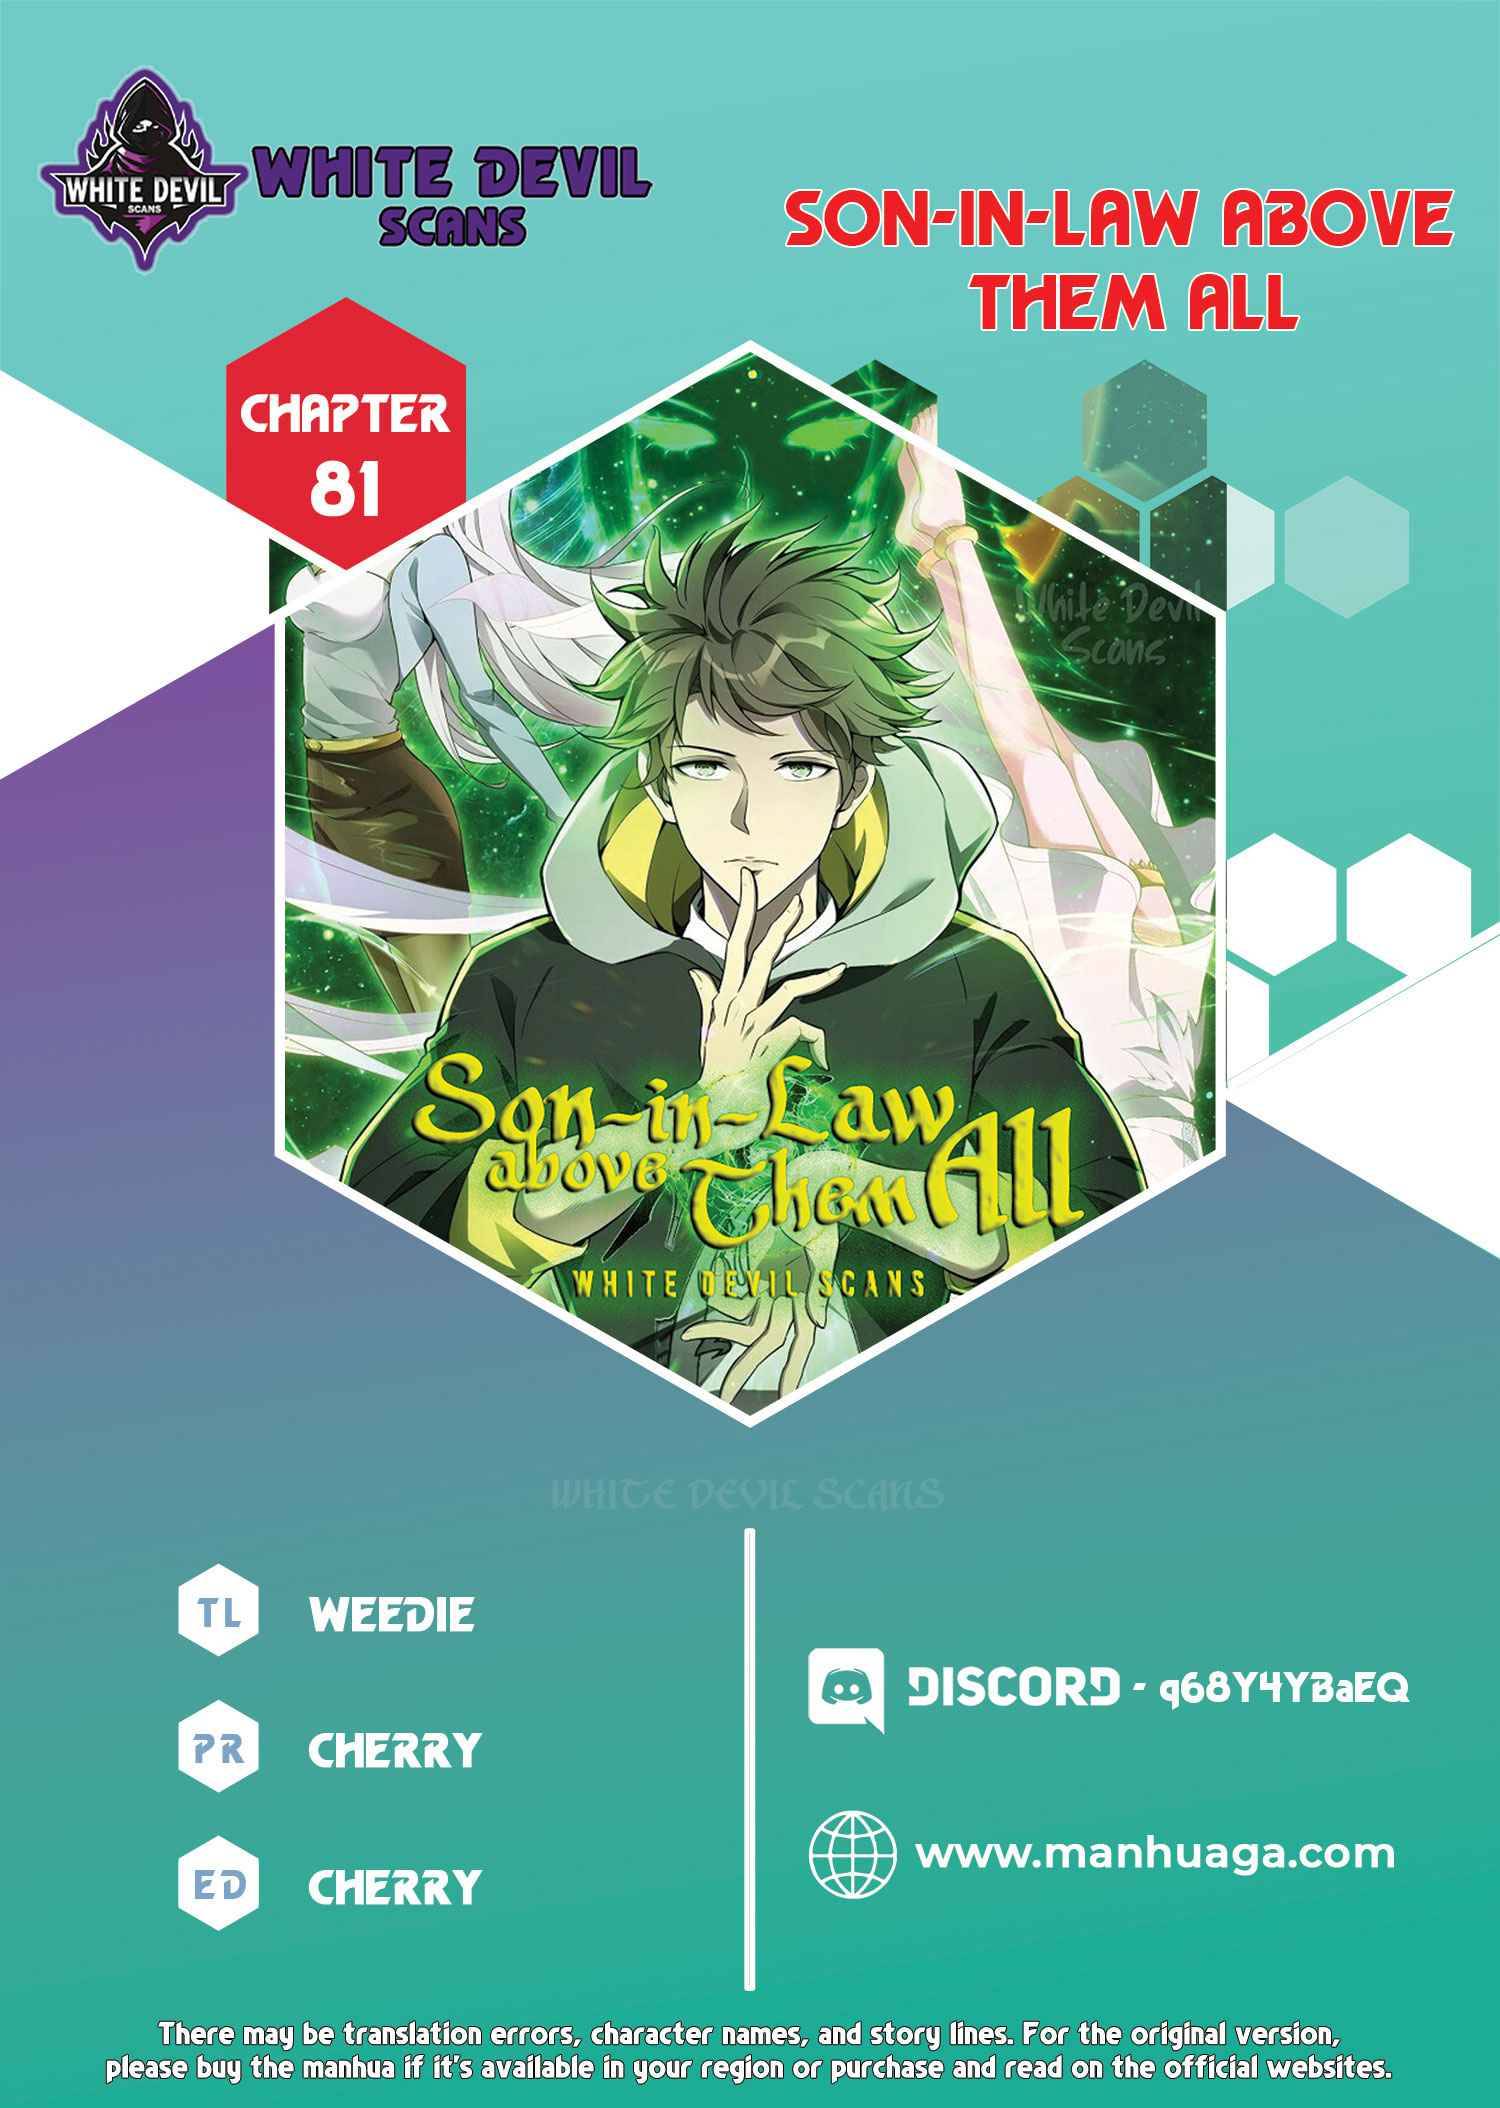 WHITE DEVIL
SCANS
WHITE DEVIL
SCANS
SON-IN-LAW ABOVE
THEM ALL
CHAPTER
81
White Devil
Scans
Son-in-Law
above Them All
WHITE DEVIL SCANS
WHITE DEVIL SCANS
TL WEEDIE
PR CHERRY
ED CHERRY
DISCORD - q68Y4YBaEQ
www.manhuaga.com
There may be translation errors, character names, and story lines. For the original version,
please buy the manhua if it's available in your region or purchase and read on the official websites.